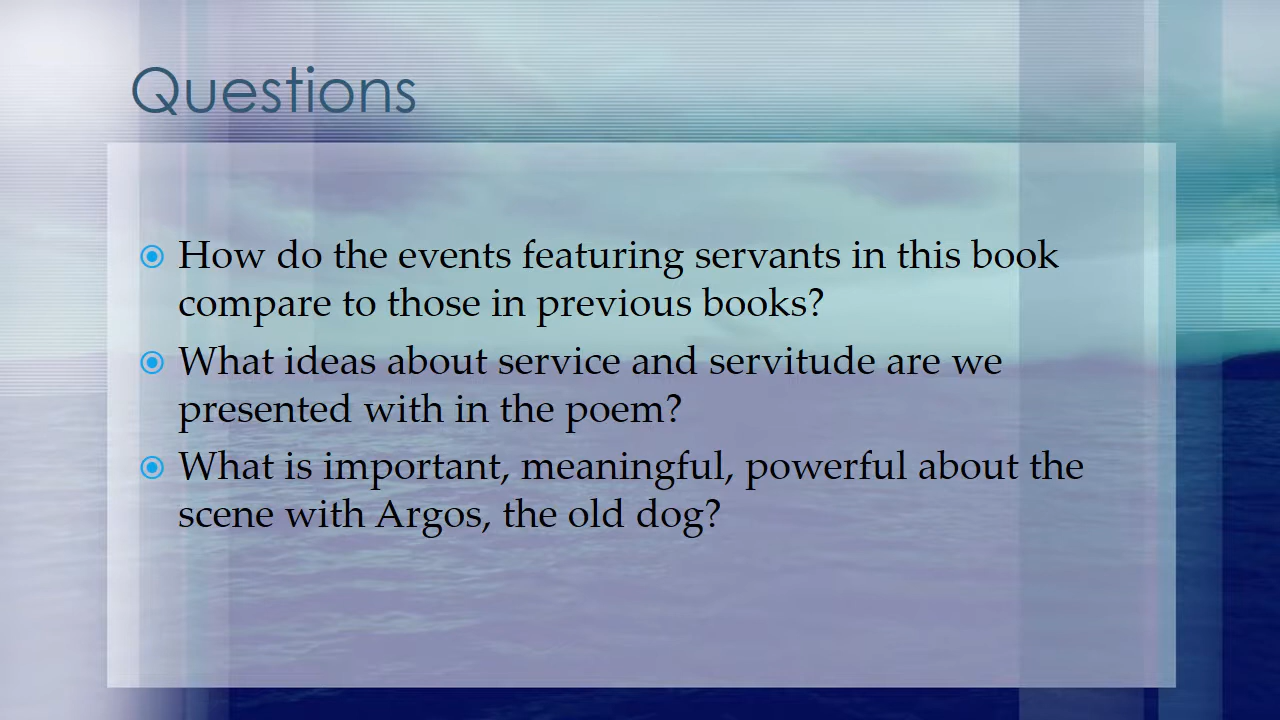 Questions
How do the events featuring servants in this book
compare to those in previous books?
What ideas about service and servitude are we
presented with in the poem?
What is important, meaningful, powerful about the
scene with Argos, the old dog?